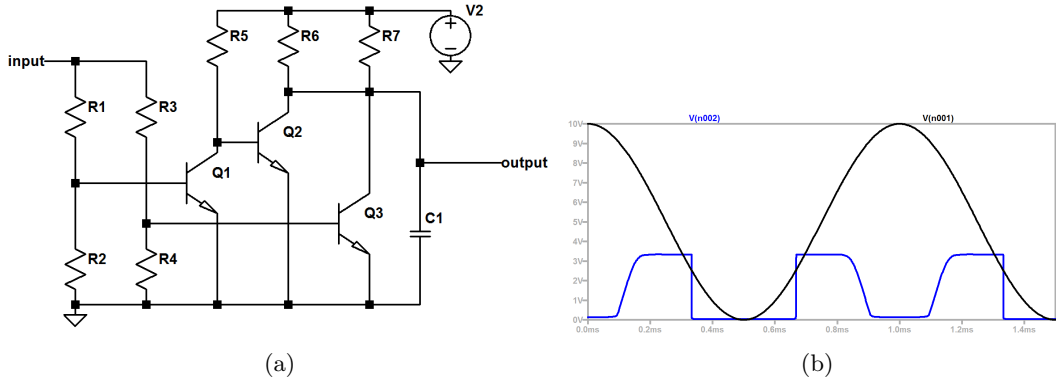 V2
R5
R6
R7
input
R1
R3
Q2
Q1
output
Q3
C1
R2
R4
(a)
V(n002)
V(n001)
10V
9V
8V
7V
6V
5V
4V
3V
2V
1V
0V
0.0ms
0.2ms
0.4ms
0.6ms
0.8ms
1.0ms
1.2ms
1.4ms
(b)